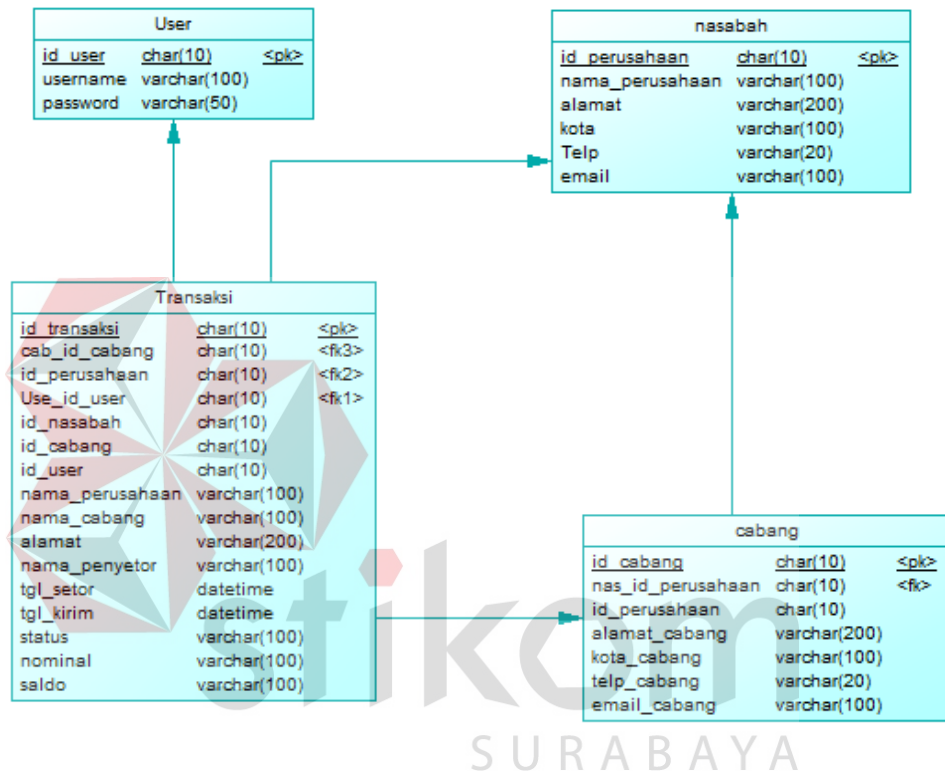 User
id_user char(10) <pk>
username varchar(100)
password varchar(50)
nasabah
id_perusahaan char(10) <pk>
nama_perusahaan varchar(100)
alamat varchar(200)
kota varchar(100)
Telp varchar(20)
email varchar(100)
Transaksi
id_transaksi char(10) <pk>
cab_id_cabang char(10) <fk3>
id_perusahaan char(10) <fk2>
Use_id_user char(10) <fk1>
id_nasabah char(10)
id_cabang char(10)
id_user char(10)
nama_perusahaan varchar(100)
nama_cabang varchar(100)
alamat varchar(200)
nama_penyetor varchar(100)
tgl_setor datetime
tgl_kirim datetime
status varchar(100)
nominal varchar(100)
saldo varchar(100)
cabang
id_cabang char(10) <pk>
nas_id_perusahaan char(10) <fk>
id_perusahaan char(10)
alamat_cabang varchar(200)
kota_cabang varchar(100)
telp_cabang varchar(20)
email_cabang varchar(100)
stikom
SURABAYA